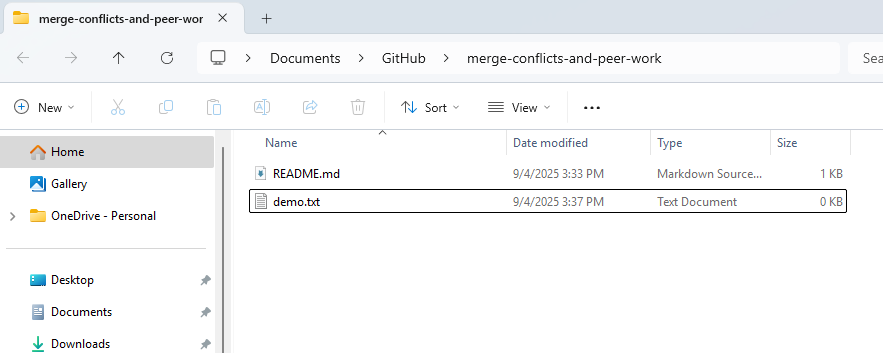 merge-conflicts-and-peer-wor
Documents > GitHub > merge-conflicts-and-peer-work
Sea
New Sort View
Name Date modified Type Size
Home
Gallery
OneDrive - Personal
Desktop
Documents
Downloads
README.md 9/4/2025 3:33 PM Markdown Source... 1 KB
demo.txt 9/4/2025 3:37 PM Text Document 0 KB